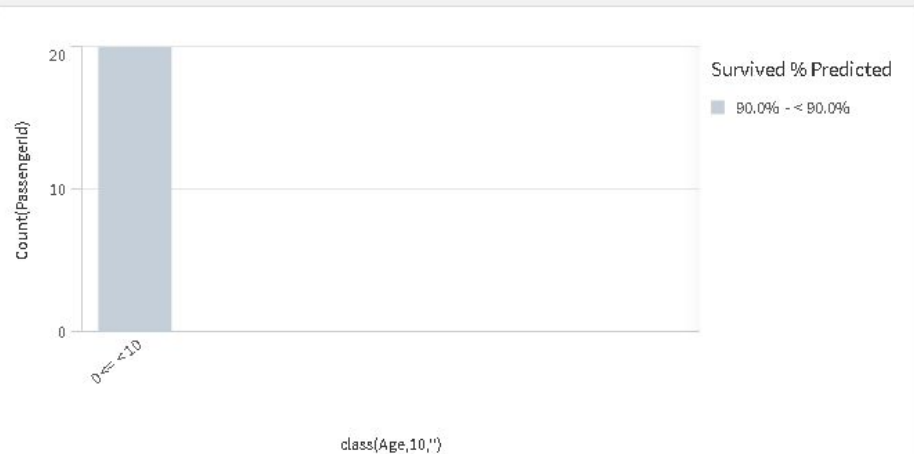 20
10
0
Count(PassengerId)
0<= <10
class(Age,10,'')
Survived % Predicted
90.0% - < 90.0%